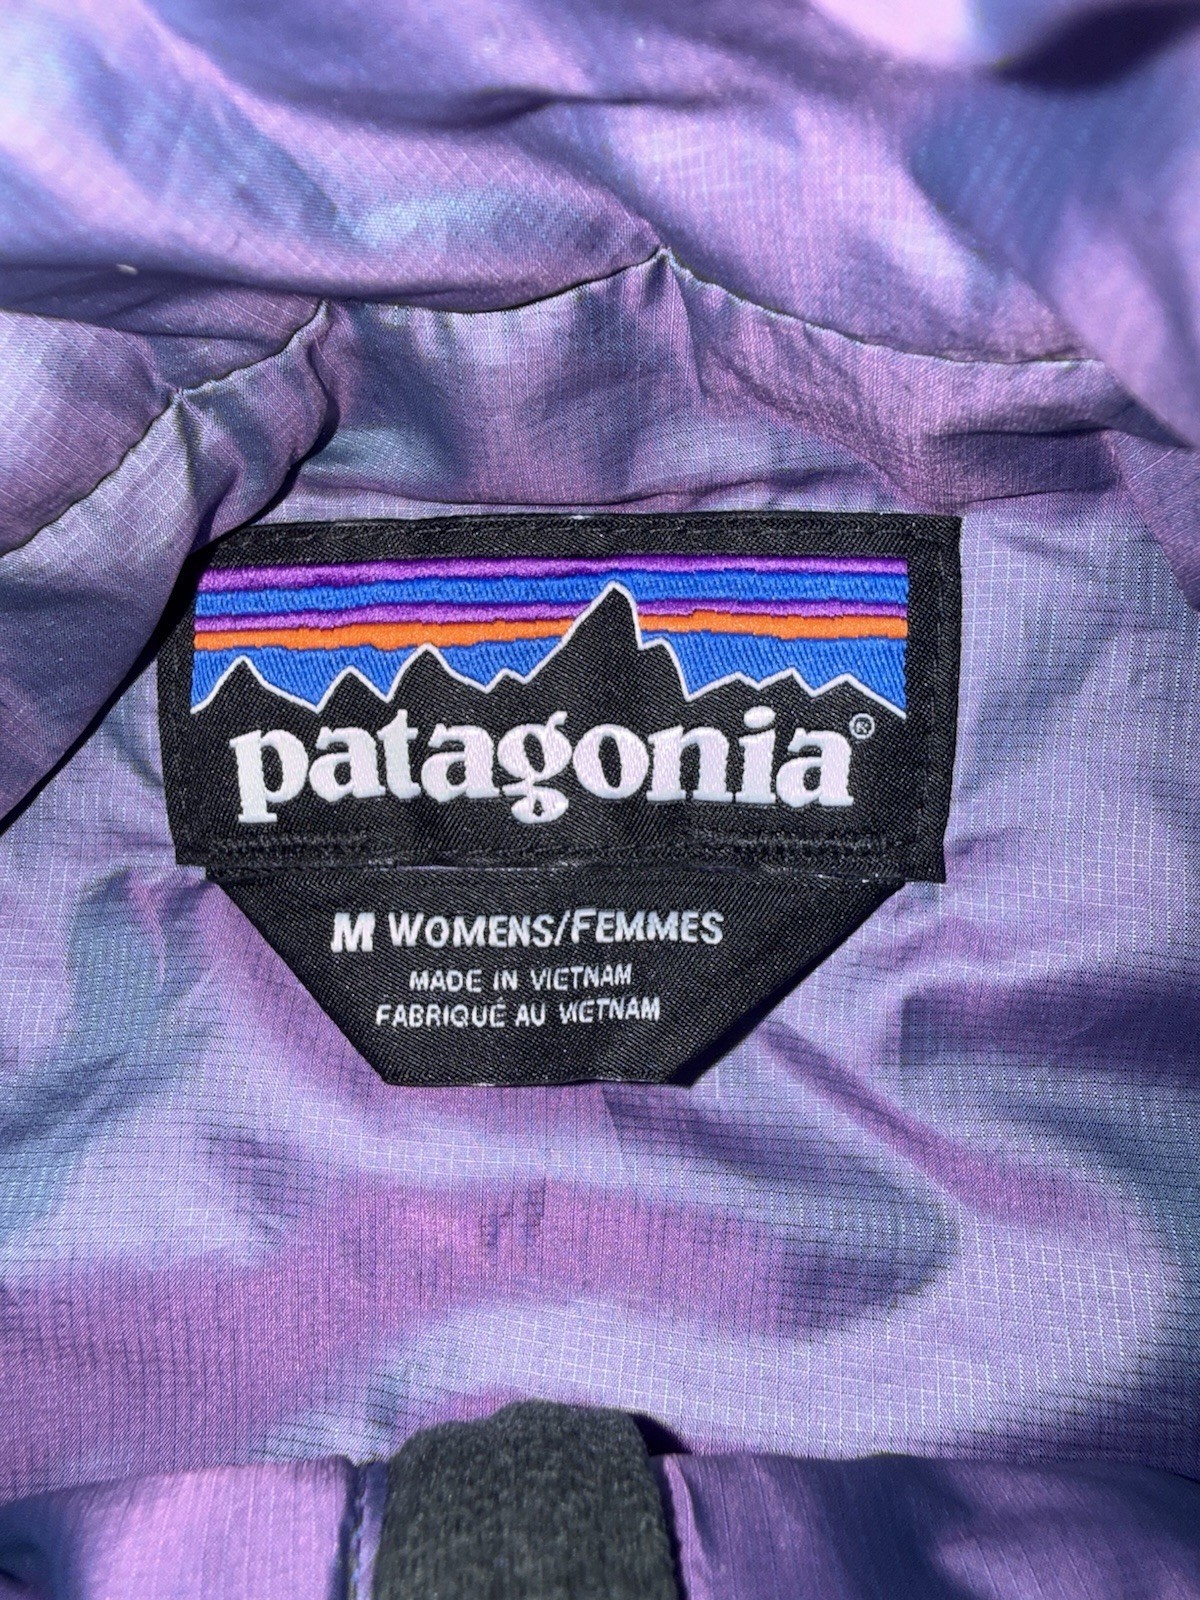 patagonia®
M WOMENS/FEMMES
MADE IN VIETNAM
FABRIQUÉ AU VIETNAM